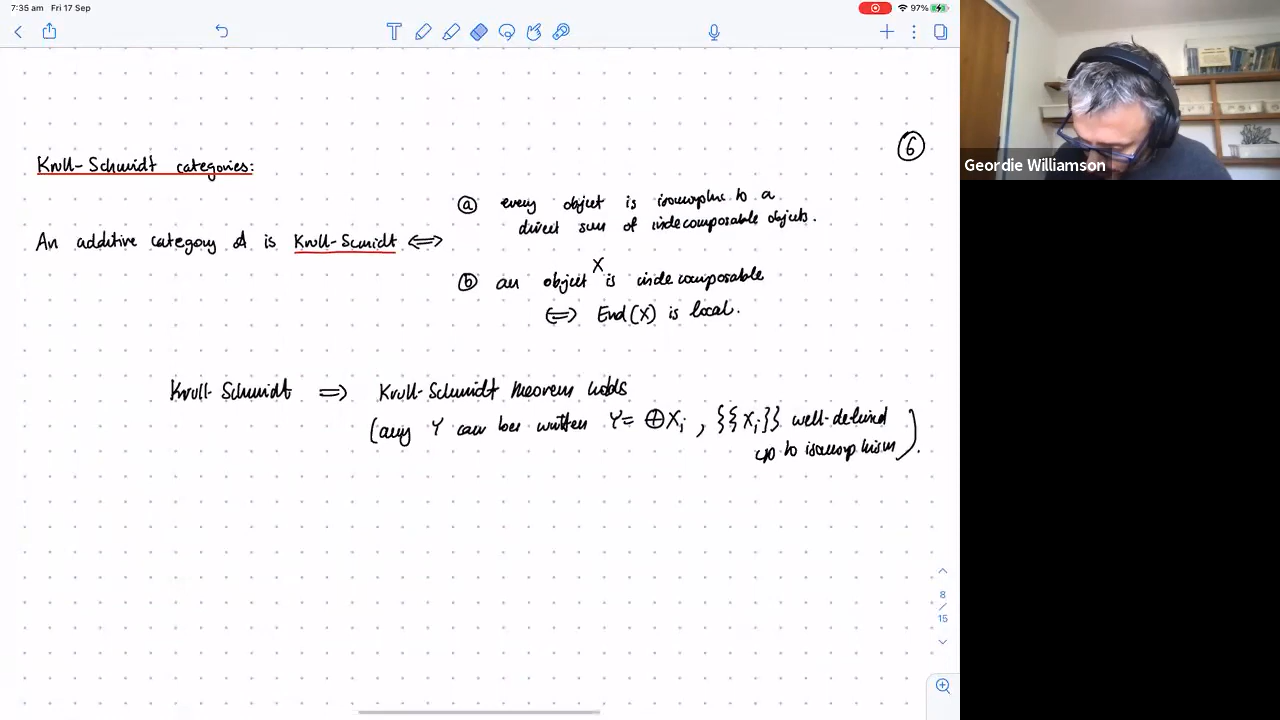 7:35 am Fri 17 Sep
97%
6
Krull-Schmidt categories:
An additive category A is Krull-Scmidt ⟺
ⓐ every object is isomorphic to a
direct sum of indecomposable objects.
ⓑ an object X is indecomposable
⟺ End(X) is local.
Krull-Schmidt ⟹ Krull-Schmidt theorem holds
(any Y can be written Y = ⊕Xi , {{Xi}} well-defined
up to isomorphism).
8
/
15
Geordie Williamson